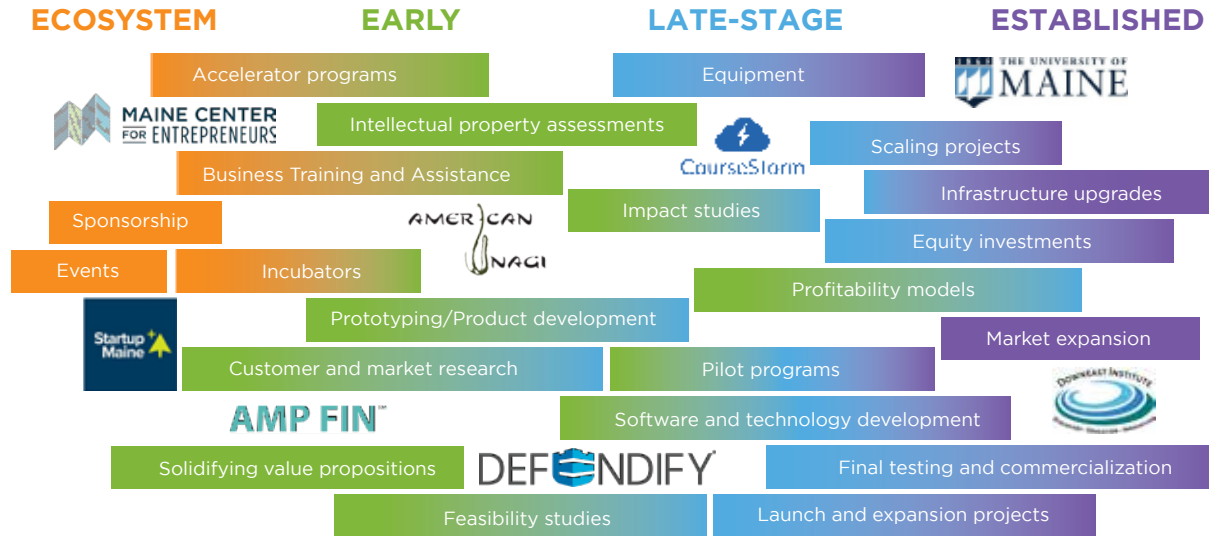 ECOSYSTEM
EARLY
LATE-STAGE
ESTABLISHED
Accelerator programs
Equipment
THE UNIVERSITY OF
MAINE
MAINE CENTER
FOR ENTREPRENEURS
Intellectual property assessments
CourseStorm
Scaling projects
Business Training and Assistance
Infrastructure upgrades
Sponsorship
AMERICAN
UNAGI
Impact studies
Equity investments
Events
Incubators
Profitability models
Startup
Maine
Prototyping/Product development
Market expansion
Customer and market research
Pilot programs
DOWNEAST INSTITUTE
AMP FIN
Software and technology development
Solidifying value propositions
DEFENDIFY
Final testing and commercialization
Feasibility studies
Launch and expansion projects